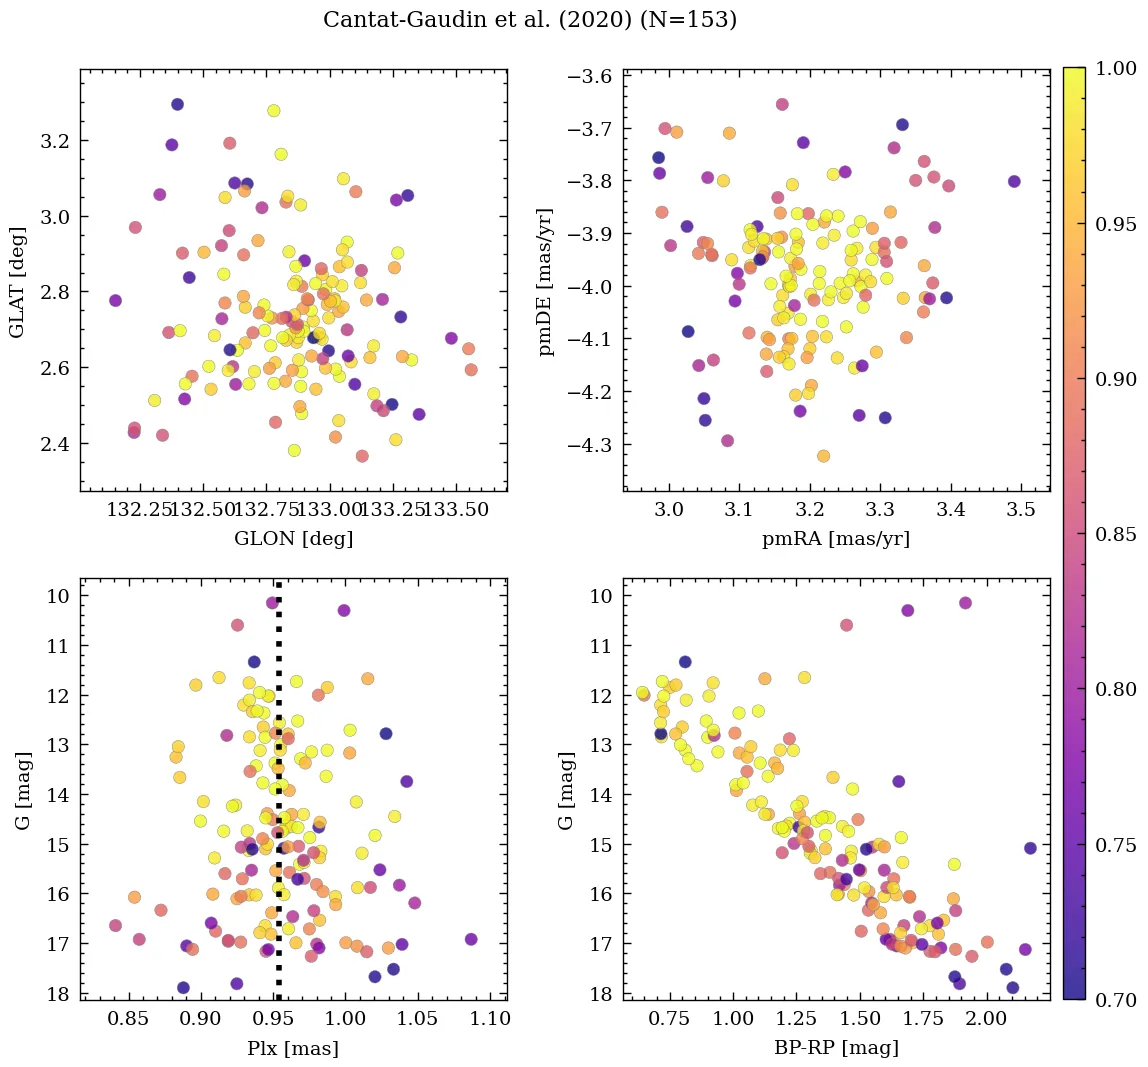 Cantat-Gaudin et al. (2020) (N=153)
3.2
3.0
2.8
2.6
2.4
GLAT [deg]
132.25 132.50 132.75 133.00 133.25 133.50
GLON [deg]
−3.6
−3.7
−3.8
−3.9
−4.0
−4.1
−4.2
−4.3
pmDE [mas/yr]
3.0 3.1 3.2 3.3 3.4 3.5
pmRA [mas/yr]
10
11
12
13
14
15
16
17
18
G [mag]
0.85 0.90 0.95 1.00 1.05 1.10
Plx [mas]
10
11
12
13
14
15
16
17
18
G [mag]
0.75 1.00 1.25 1.50 1.75 2.00
BP-RP [mag]
1.00
0.95
0.90
0.85
0.80
0.75
0.70